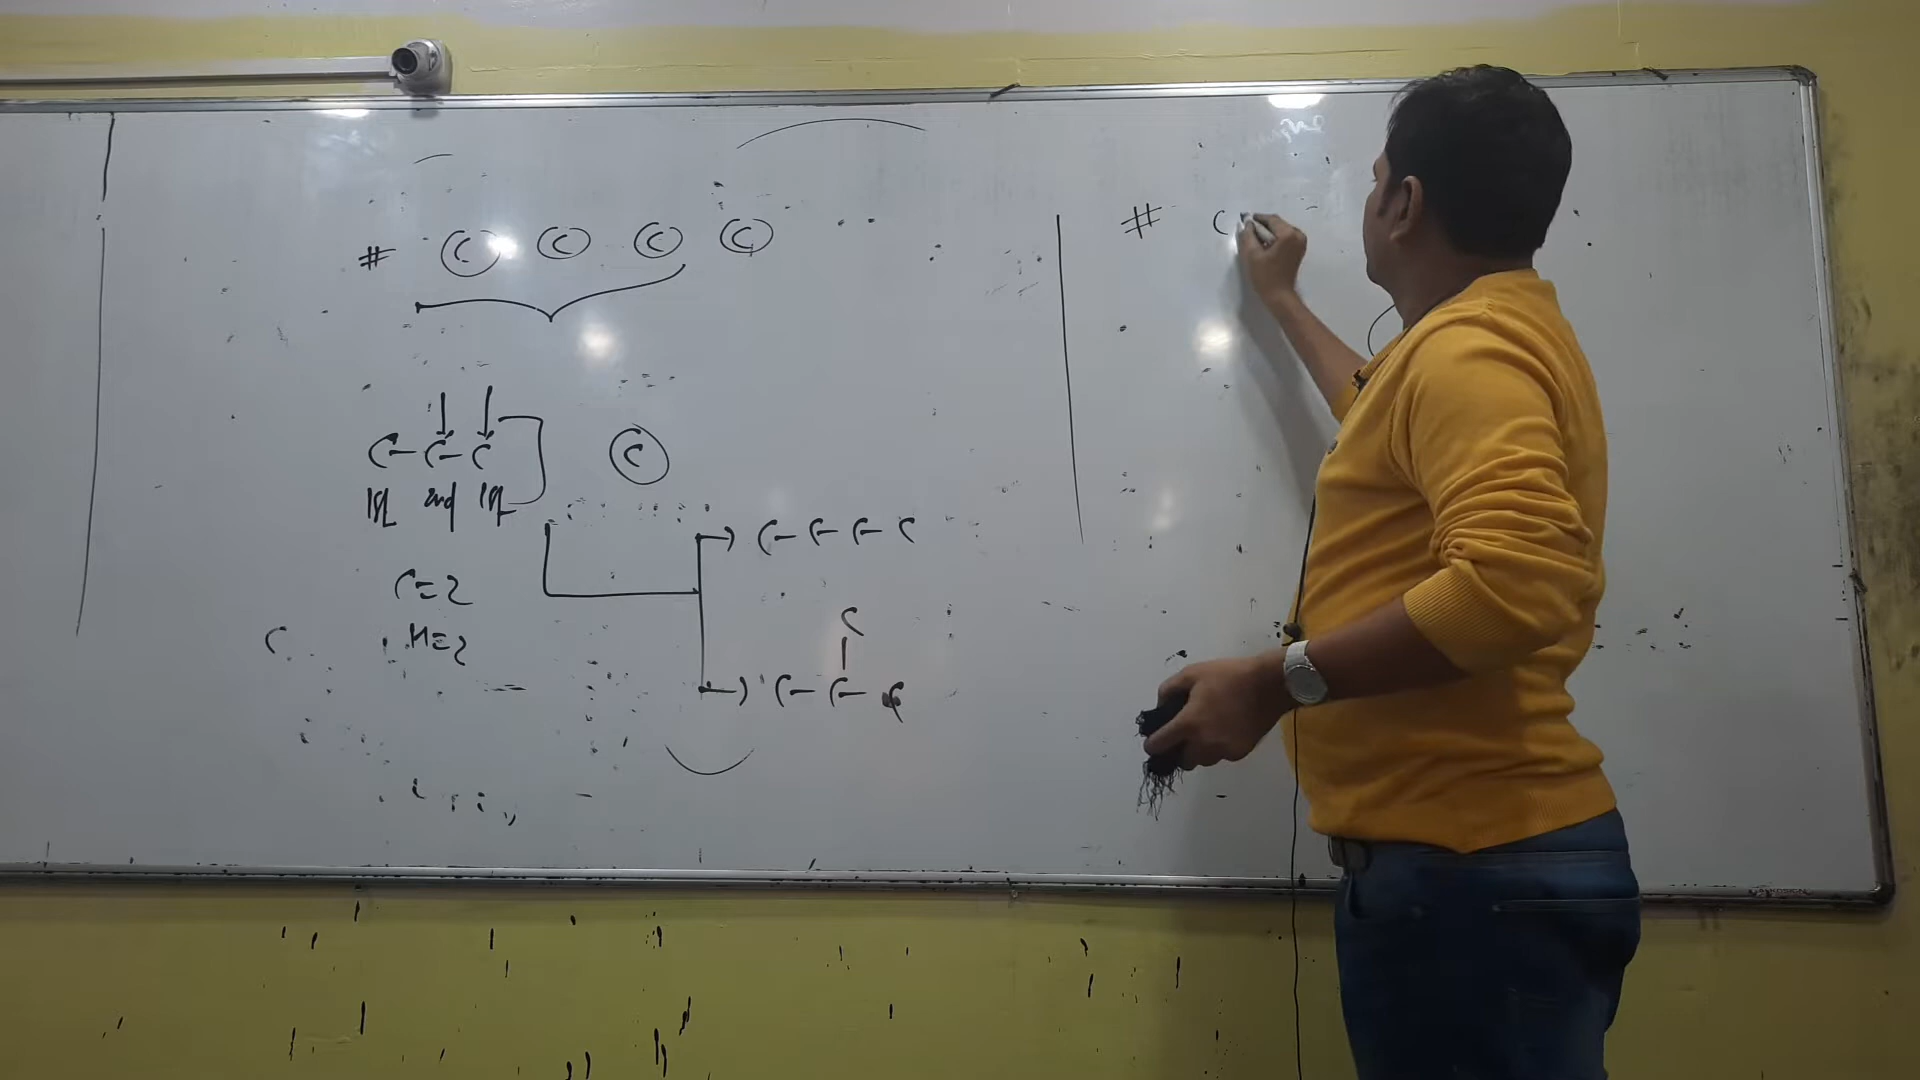 # C C C C
C-C-C
C
1st 2nd 1st
C-C-C-C
C=2
H=2
C
C
C-C-C
# C